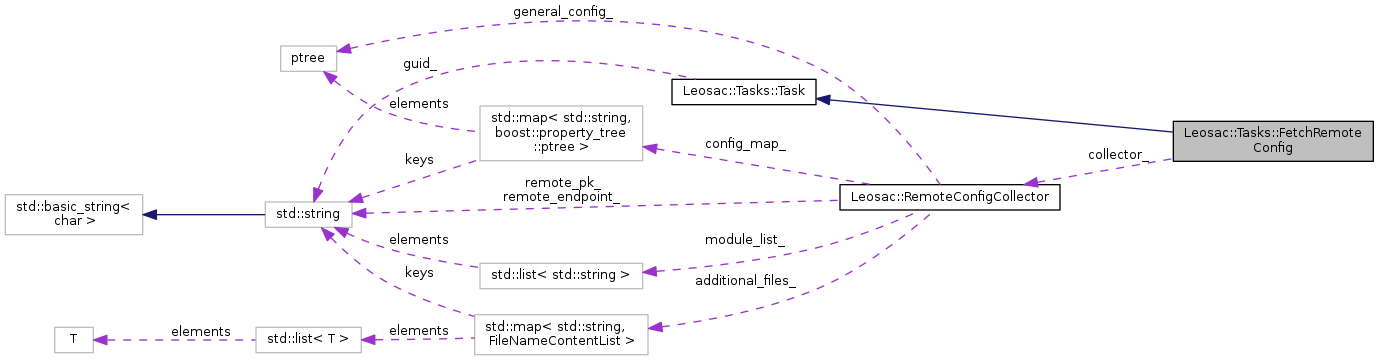 general_config_
ptree
guid_
Leosac::Tasks::Task
elements
std::map< std::string,
boost::property_tree
::ptree >
Leosac::Tasks::FetchRemote
Config
config_map_
collector_
keys
remote_pk_
remote_endpoint_
Leosac::RemoteConfigCollector
std::basic_string<
char >
std::string
elements
module_list_
std::list< std::string >
keys
additional_files_
T
elements
std::list< T >
elements
std::map< std::string,
FileNameContentList >